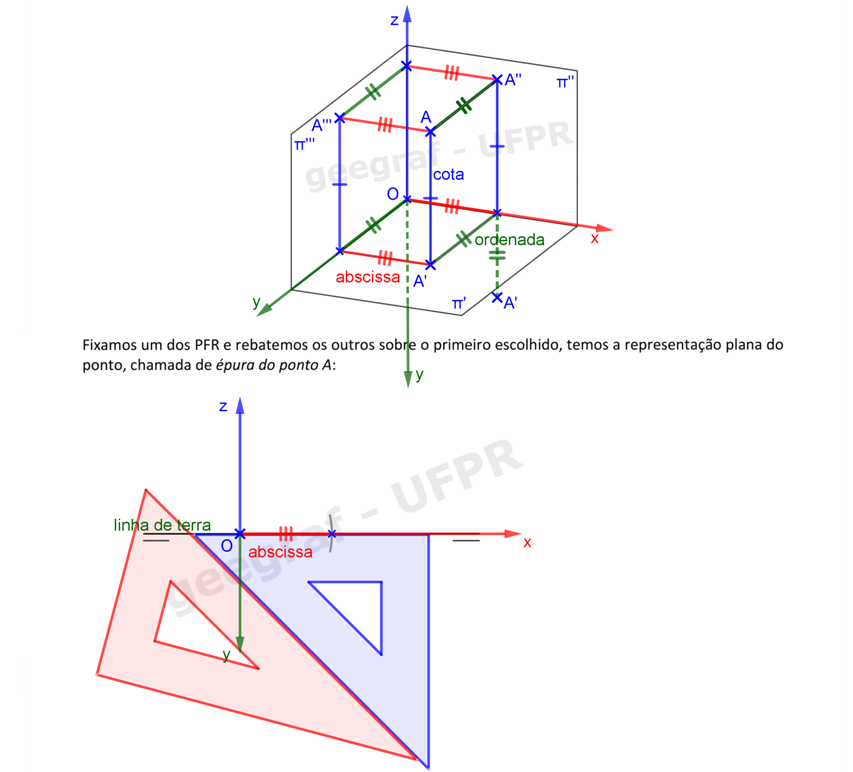 z
A''
π''
A
A'''
π'''
geegraf - UFPR
cota
O
ordenada
x
abscissa
A'
y
π'
A'
Fixamos um dos PFR e rebatemos os outros sobre o primeiro escolhido, temos a representação plana do
ponto, chamada de épura do ponto A:
y
z
geegraf - UFPR
linha de terra
O
abscissa
x
y